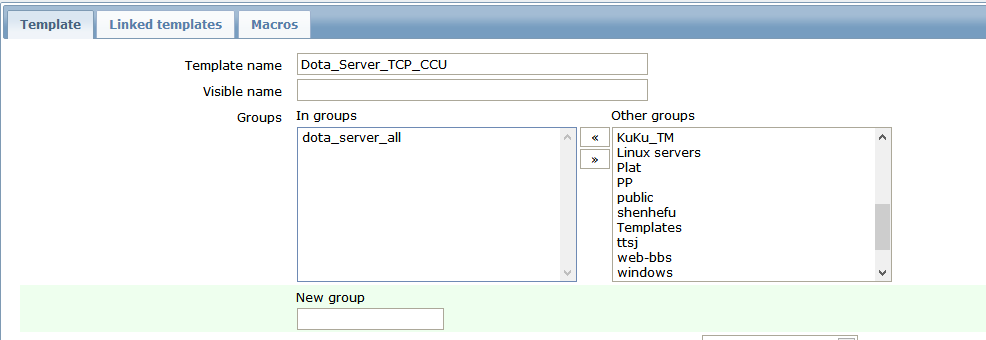 Template Linked templates Macros
Template name Dota_Server_TCP_CCU
Visible name
Groups In groups Other groups
dota_server_all « KuKu_TM
» Linux servers
Plat
PP
public
shenhefu
Templates
ttsj
web-bbs
windows
New group